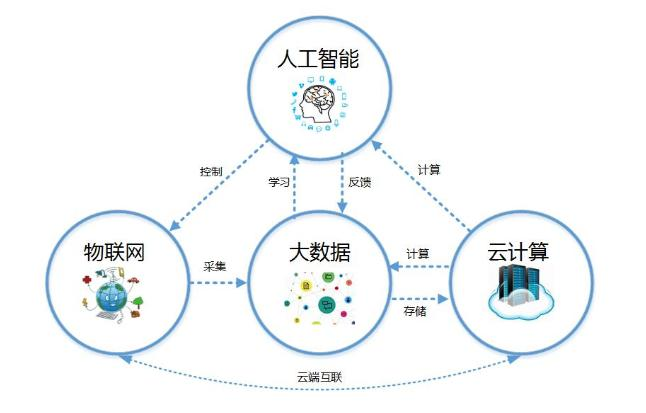 人工智能
控制
学习
反馈
计算
物联网
采集
大数据
计算
存储
云计算
云端互联